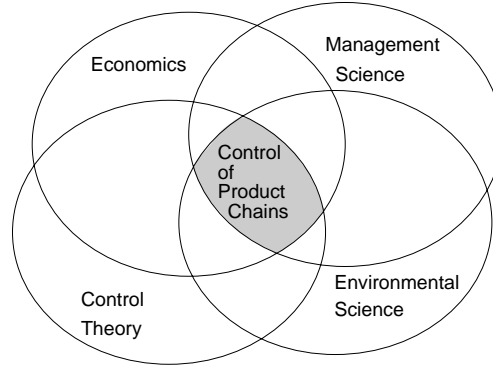 Economics
Management
Science
Control
of
Product
Chains
Control
Theory
Environmental
Science